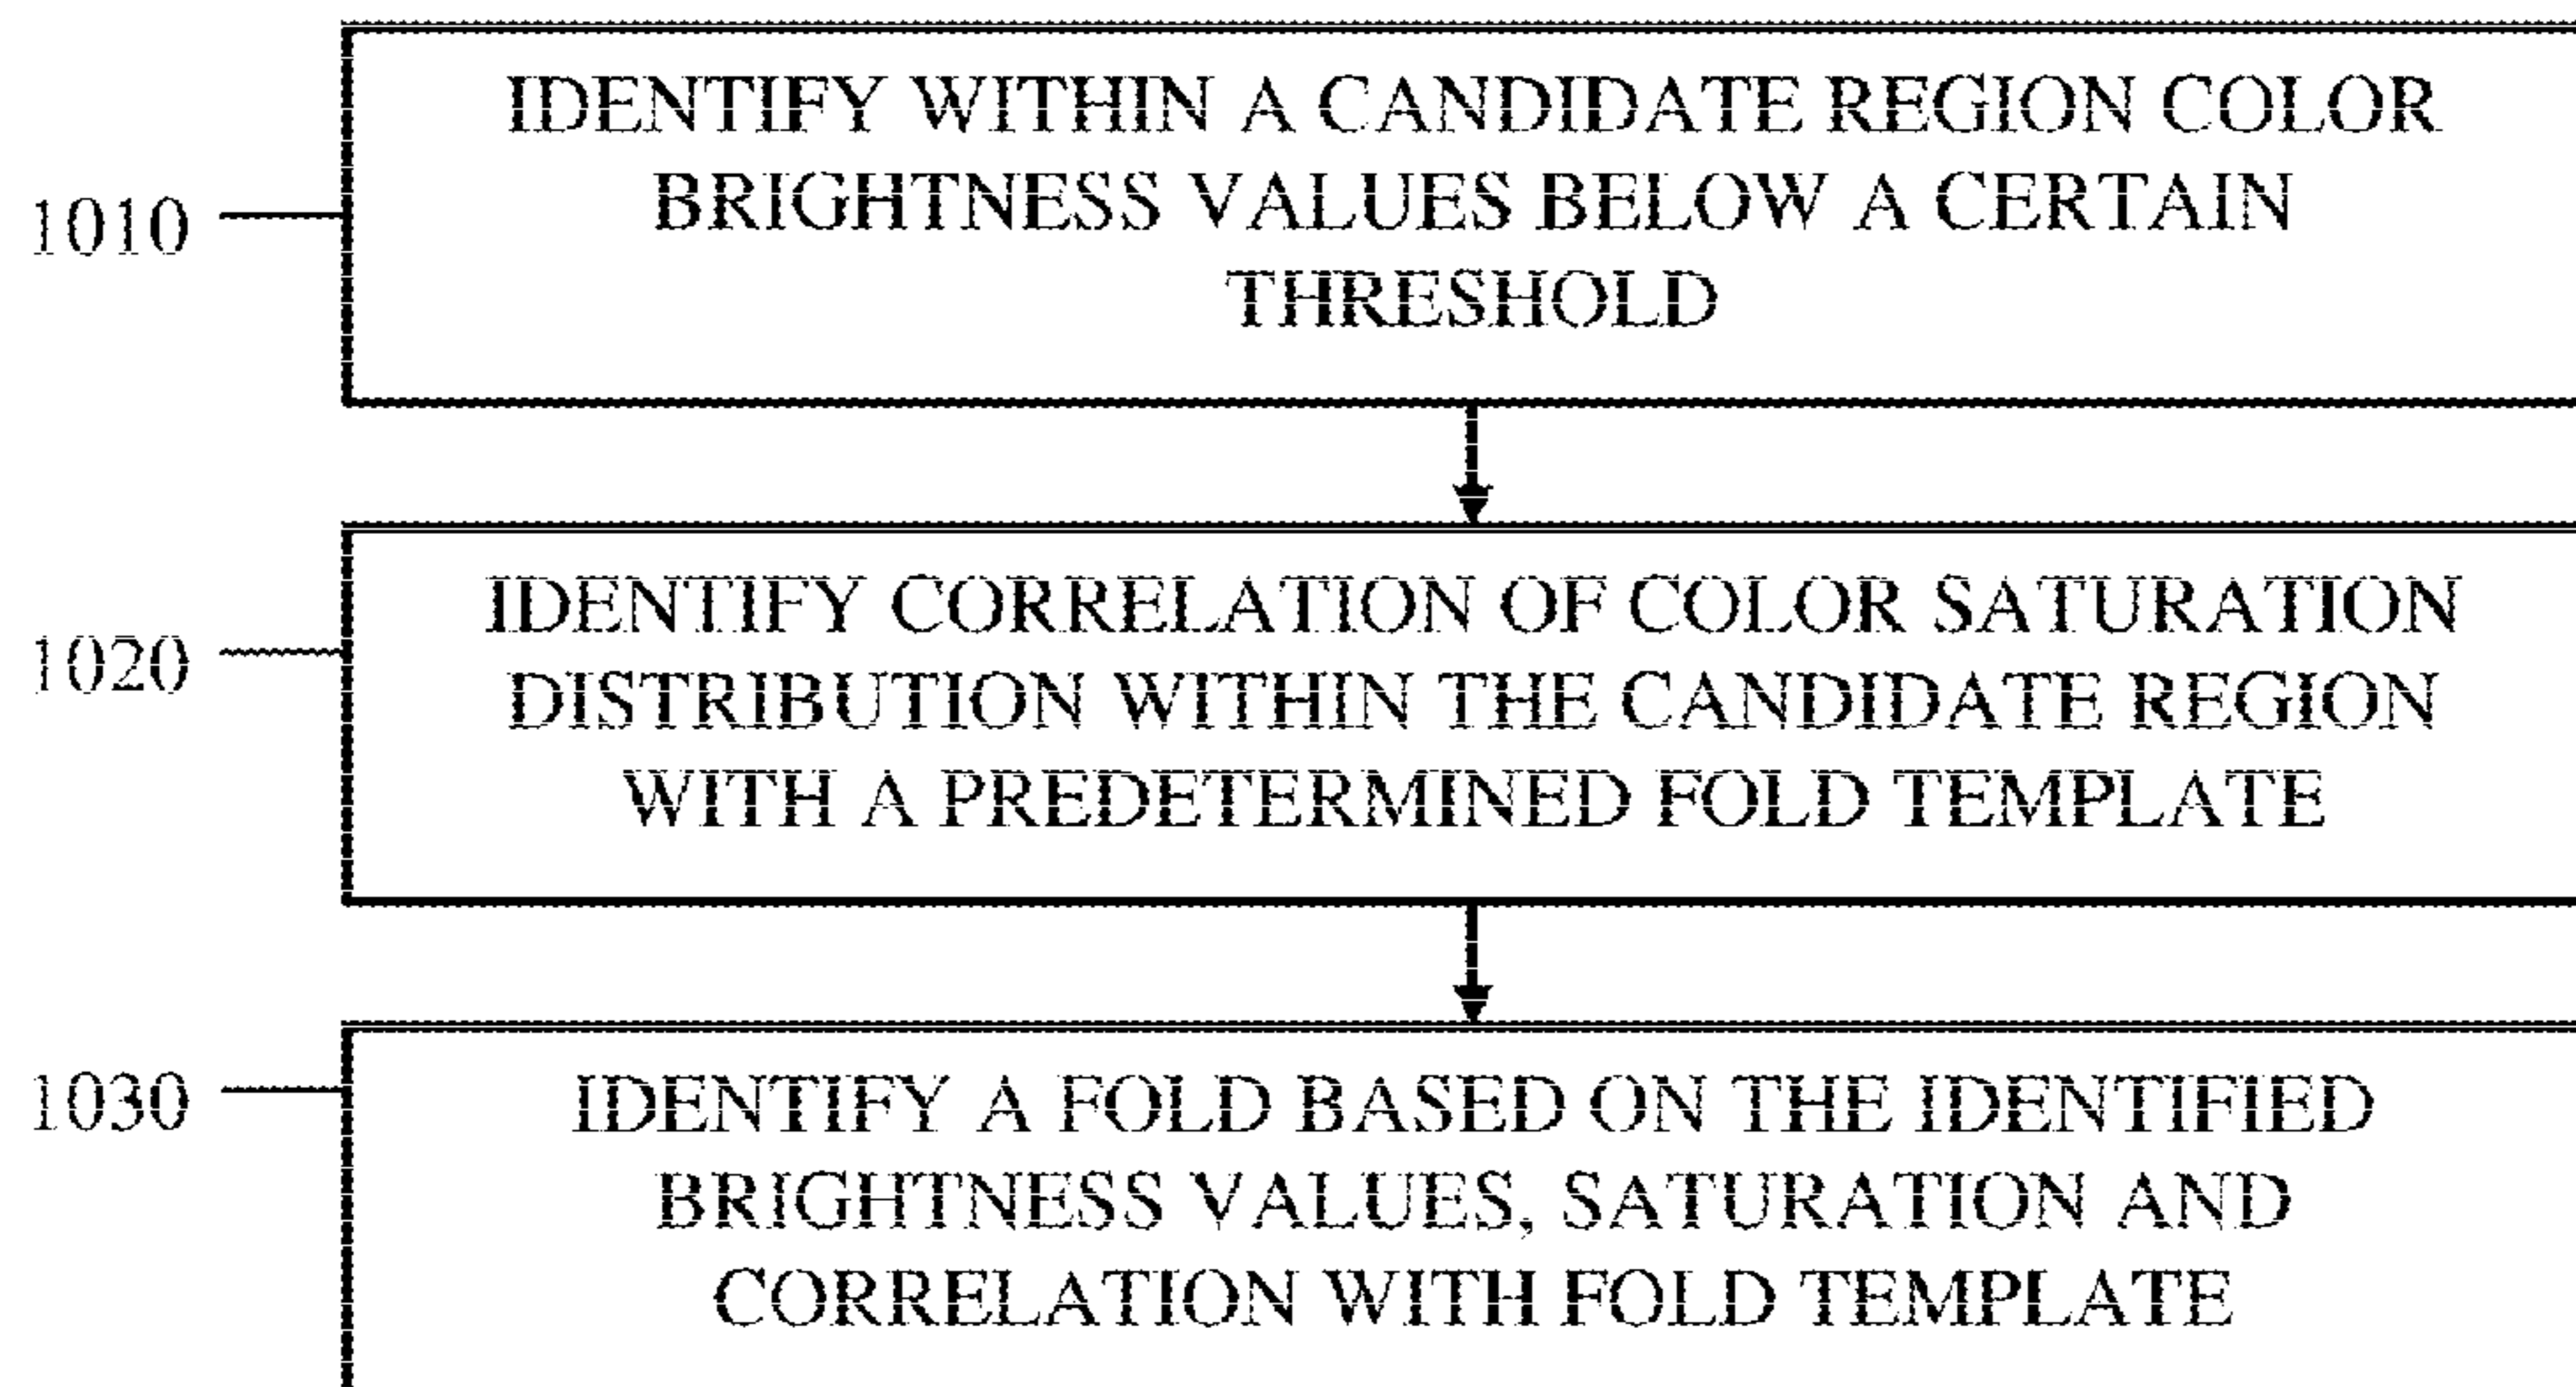 IDENTIFY WITHIN A CANDIDATE REGION COLOR
BRIGHTNESS VALUES BELOW A CERTAIN
THRESHOLD
1010
IDENTIFY CORRELATION OF COLOR SATURATION
DISTRIBUTION WITHIN THE CANDIDATE REGION
WITH A PREDETERMINED FOLD TEMPLATE
1020
IDENTIFY A FOLD BASED ON THE IDENTIFIED
BRIGHTNESS VALUES, SATURATION AND
CORRELATION WITH FOLD TEMPLATE
1030